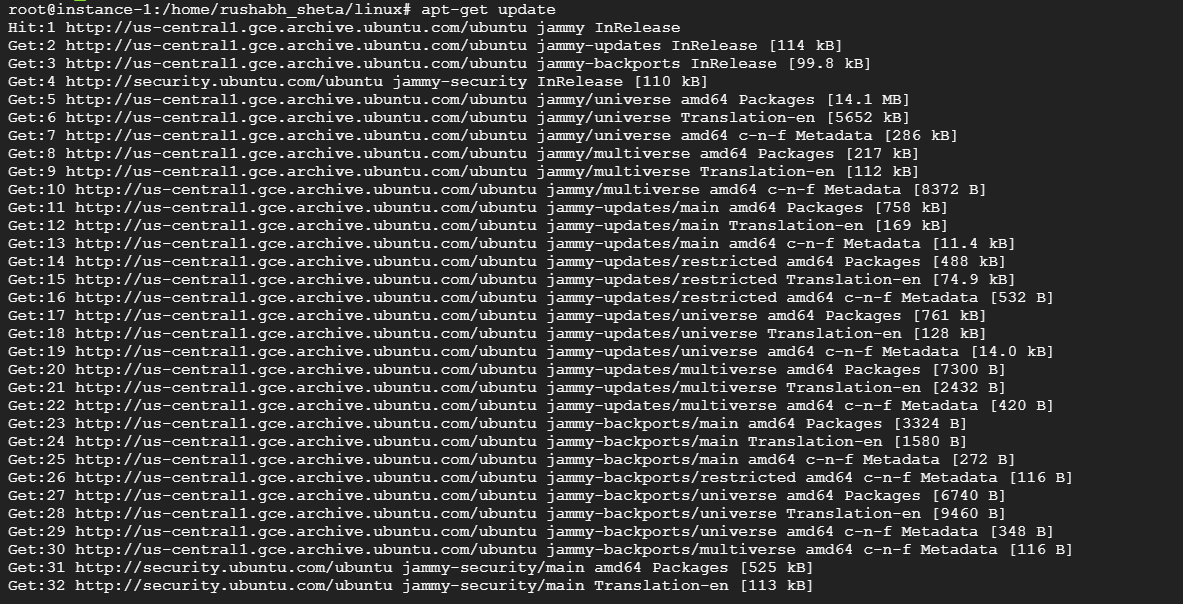 root@instance-1:/home/rushabh_sheta/linux# apt-get update
Hit:1 http://us-central1.gce.archive.ubuntu.com/ubuntu jammy InRelease
Get:2 http://us-central1.gce.archive.ubuntu.com/ubuntu jammy-updates InRelease [114 kB]
Get:3 http://us-central1.gce.archive.ubuntu.com/ubuntu jammy-backports InRelease [99.8 kB]
Get:4 http://security.ubuntu.com/ubuntu jammy-security InRelease [110 kB]
Get:5 http://us-central1.gce.archive.ubuntu.com/ubuntu jammy/universe amd64 Packages [14.1 MB]
Get:6 http://us-central1.gce.archive.ubuntu.com/ubuntu jammy/universe Translation-en [5652 kB]
Get:7 http://us-central1.gce.archive.ubuntu.com/ubuntu jammy/universe amd64 c-n-f Metadata [286 kB]
Get:8 http://us-central1.gce.archive.ubuntu.com/ubuntu jammy/multiverse amd64 Packages [217 kB]
Get:9 http://us-central1.gce.archive.ubuntu.com/ubuntu jammy/multiverse Translation-en [112 kB]
Get:10 http://us-central1.gce.archive.ubuntu.com/ubuntu jammy/multiverse amd64 c-n-f Metadata [8372 B]
Get:11 http://us-central1.gce.archive.ubuntu.com/ubuntu jammy-updates/main amd64 Packages [758 kB]
Get:12 http://us-central1.gce.archive.ubuntu.com/ubuntu jammy-updates/main Translation-en [169 kB]
Get:13 http://us-central1.gce.archive.ubuntu.com/ubuntu jammy-updates/main amd64 c-n-f Metadata [11.4 kB]
Get:14 http://us-central1.gce.archive.ubuntu.com/ubuntu jammy-updates/restricted amd64 Packages [488 kB]
Get:15 http://us-central1.gce.archive.ubuntu.com/ubuntu jammy-updates/restricted Translation-en [74.9 kB]
Get:16 http://us-central1.gce.archive.ubuntu.com/ubuntu jammy-updates/restricted amd64 c-n-f Metadata [532 B]
Get:17 http://us-central1.gce.archive.ubuntu.com/ubuntu jammy-updates/universe amd64 Packages [761 kB]
Get:18 http://us-central1.gce.archive.ubuntu.com/ubuntu jammy-updates/universe Translation-en [128 kB]
Get:19 http://us-central1.gce.archive.ubuntu.com/ubuntu jammy-updates/universe amd64 c-n-f Metadata [14.0 kB]
Get:20 http://us-central1.gce.archive.ubuntu.com/ubuntu jammy-updates/multiverse amd64 Packages [7300 B]
Get:21 http://us-central1.gce.archive.ubuntu.com/ubuntu jammy-updates/multiverse Translation-en [2432 B]
Get:22 http://us-central1.gce.archive.ubuntu.com/ubuntu jammy-updates/multiverse amd64 c-n-f Metadata [420 B]
Get:23 http://us-central1.gce.archive.ubuntu.com/ubuntu jammy-backports/main amd64 Packages [3324 B]
Get:24 http://us-central1.gce.archive.ubuntu.com/ubuntu jammy-backports/main Translation-en [1580 B]
Get:25 http://us-central1.gce.archive.ubuntu.com/ubuntu jammy-backports/main amd64 c-n-f Metadata [272 B]
Get:26 http://us-central1.gce.archive.ubuntu.com/ubuntu jammy-backports/restricted amd64 c-n-f Metadata [116 B]
Get:27 http://us-central1.gce.archive.ubuntu.com/ubuntu jammy-backports/universe amd64 Packages [6740 B]
Get:28 http://us-central1.gce.archive.ubuntu.com/ubuntu jammy-backports/universe Translation-en [9460 B]
Get:29 http://us-central1.gce.archive.ubuntu.com/ubuntu jammy-backports/universe amd64 c-n-f Metadata [348 B]
Get:30 http://us-central1.gce.archive.ubuntu.com/ubuntu jammy-backports/multiverse amd64 c-n-f Metadata [116 B]
Get:31 http://security.ubuntu.com/ubuntu jammy-security/main amd64 Packages [525 kB]
Get:32 http://security.ubuntu.com/ubuntu jammy-security/main Translation-en [113 kB]